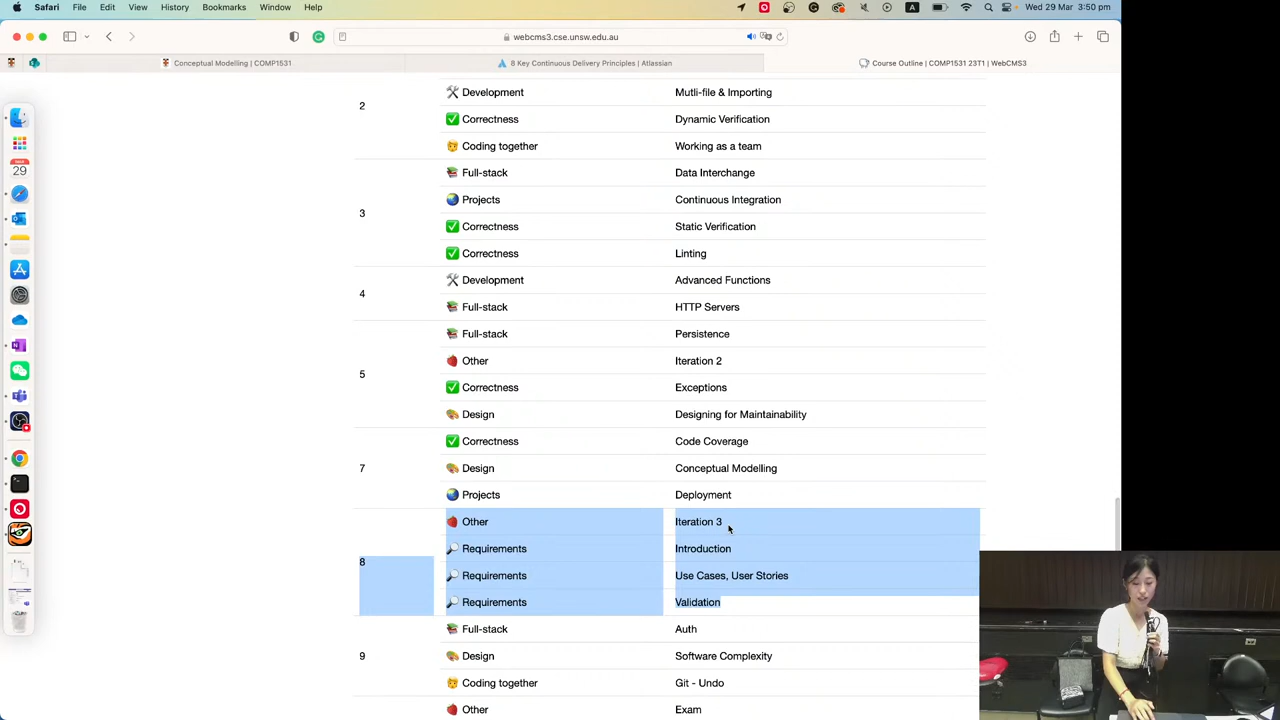 Safari File Edit View History Bookmarks Window Help A Wed 29 Mar 3:50 pm
webcms3.cse.unsw.edu.au
Conceptual Modelling | COMP1531 8 Key Continuous Delivery Principles | Atlassian Course Outline | COMP1531 23T1 | WebCMS3
2
Development Mutli-file & Importing
Correctness Dynamic Verification
Coding together Working as a team
3
Full-stack Data Interchange
Projects Continuous Integration
Correctness Static Verification
Correctness Linting
4
Development Advanced Functions
Full-stack HTTP Servers
5
Full-stack Persistence
Other Iteration 2
Correctness Exceptions
Design Designing for Maintainability
7
Correctness Code Coverage
Design Conceptual Modelling
Projects Deployment
8
Other Iteration 3
Requirements Introduction
Requirements Use Cases, User Stories
Requirements Validation
9
Full-stack Auth
Design Software Complexity
Coding together Git - Undo
Other Exam
29